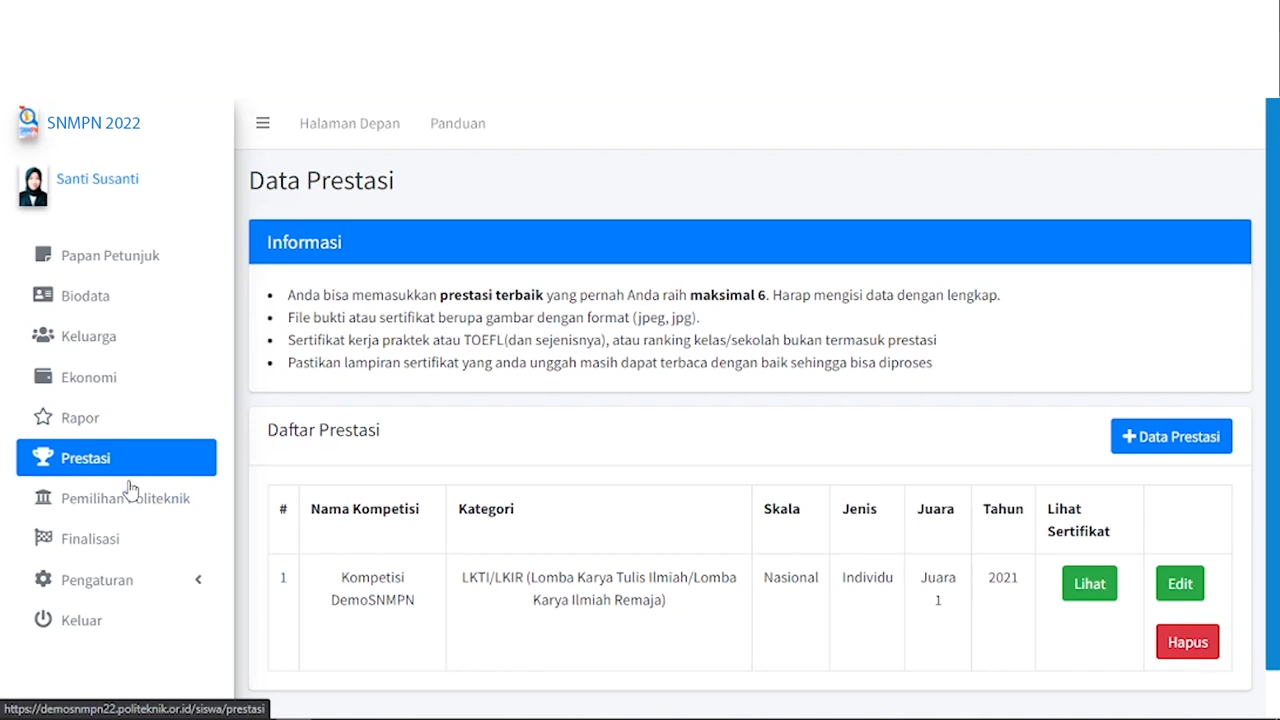 SNMPN 2022
Santi Susanti
Papan Petunjuk
Biodata
Keluarga
Ekonomi
Rapor
Prestasi
Pemilihan Politeknik
Finalisasi
Pengaturan
Keluar
Halaman Depan Panduan
Data Prestasi
Informasi
• Anda bisa memasukkan prestasi terbaik yang pernah Anda raih maksimal 6. Harap mengisi data dengan lengkap.
• File bukti atau sertifikat berupa gambar dengan format (jpeg, jpg).
• Sertifikat kerja praktek atau TOEFL(dan sejenisnya), atau ranking kelas/sekolah bukan termasuk prestasi
• Pastikan lampiran sertifikat yang anda unggah masih dapat terbaca dengan baik sehingga bisa diproses
Daftar Prestasi
+ Data Prestasi
# Nama Kompetisi Kategori Skala Jenis Juara Tahun Lihat
Sertifikat
1 Kompetisi LKTI/LKIR (Lomba Karya Tulis Ilmiah/Lomba Nasional Individu Juara 2021 Lihat Edit
DemoSNMPN Karya Ilmiah Remaja) 1
Hapus
https://demosnmpn22.politeknik.or.id/siswa/prestasi